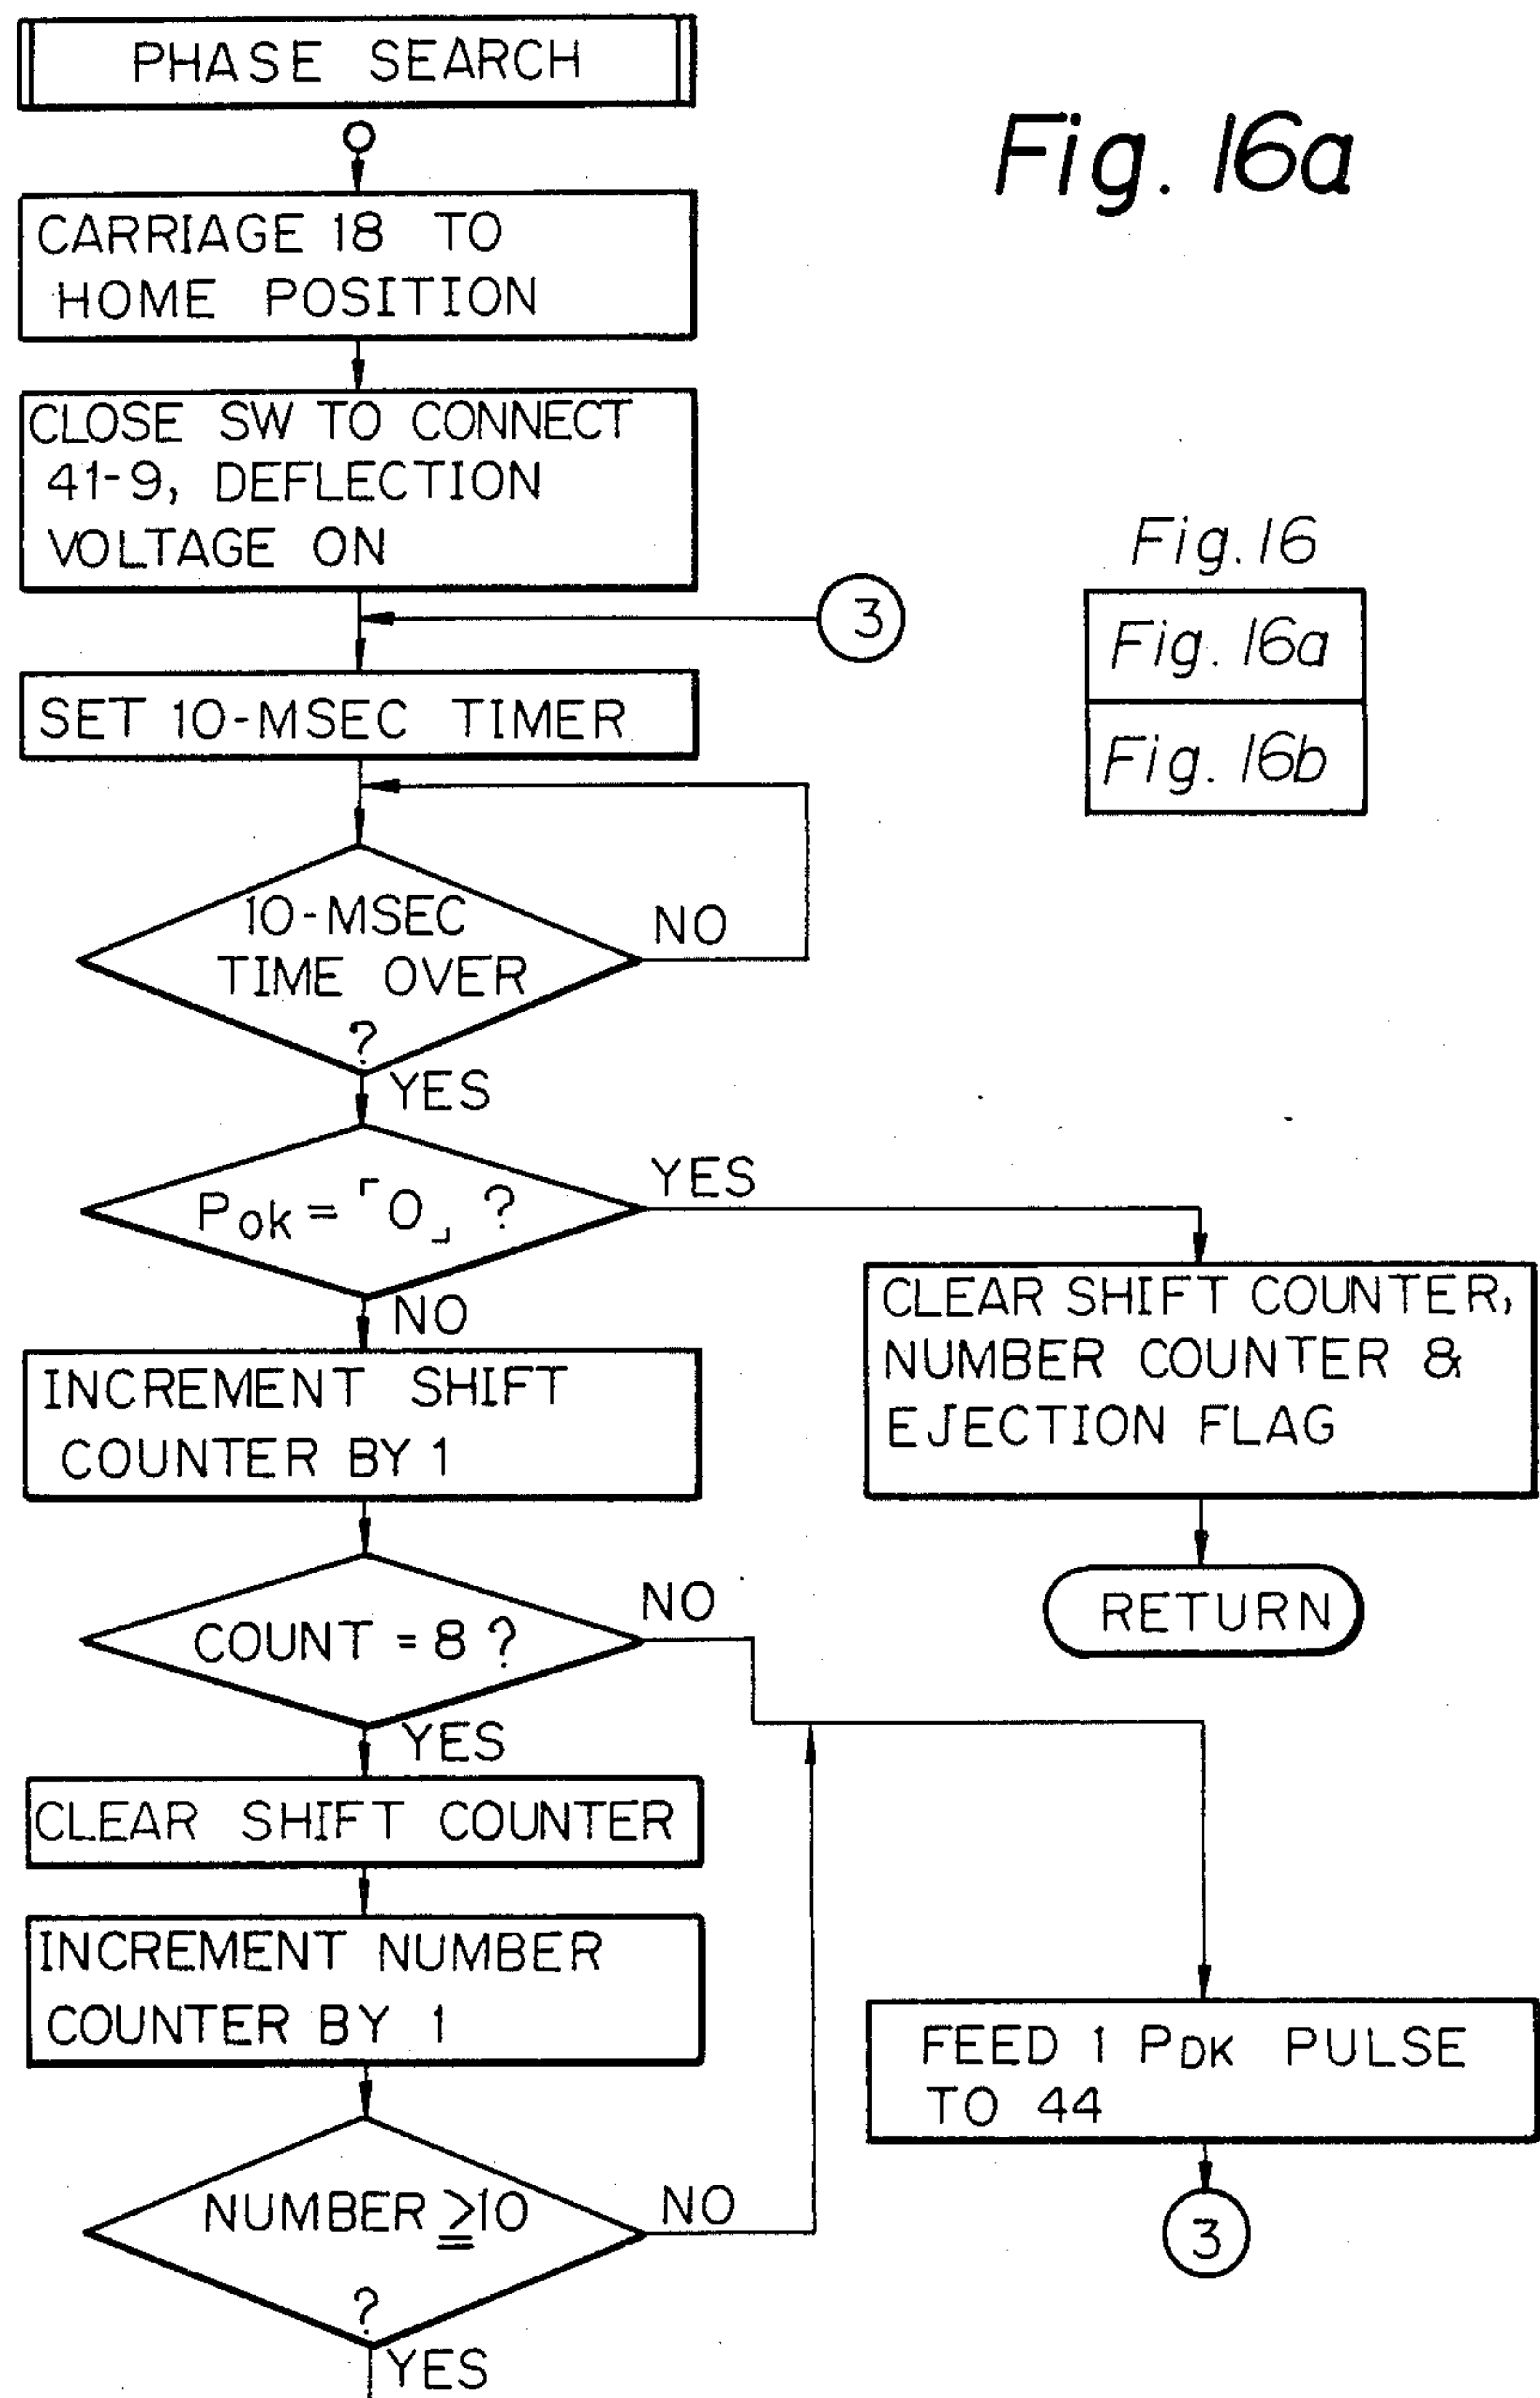 PHASE SEARCH
Fig. 16a
CARRIAGE 18 TO
HOME POSITION
CLOSE SW TO CONNECT
41-9, DEFLECTION
VOLTAGE ON
3
Fig. 16
Fig. 16a
Fig. 16b
SET 10-MSEC TIMER
10-MSEC
TIME OVER
?
NO
YES
Pok = 「0」 ?
YES
NO
CLEAR SHIFT COUNTER,
NUMBER COUNTER &
EJECTION FLAG
RETURN
INCREMENT SHIFT
COUNTER BY 1
COUNT = 8 ?
NO
YES
CLEAR SHIFT COUNTER
INCREMENT NUMBER
COUNTER BY 1
FEED 1 PDK PULSE
TO 44
3
NUMBER ≧10
?
NO
YES